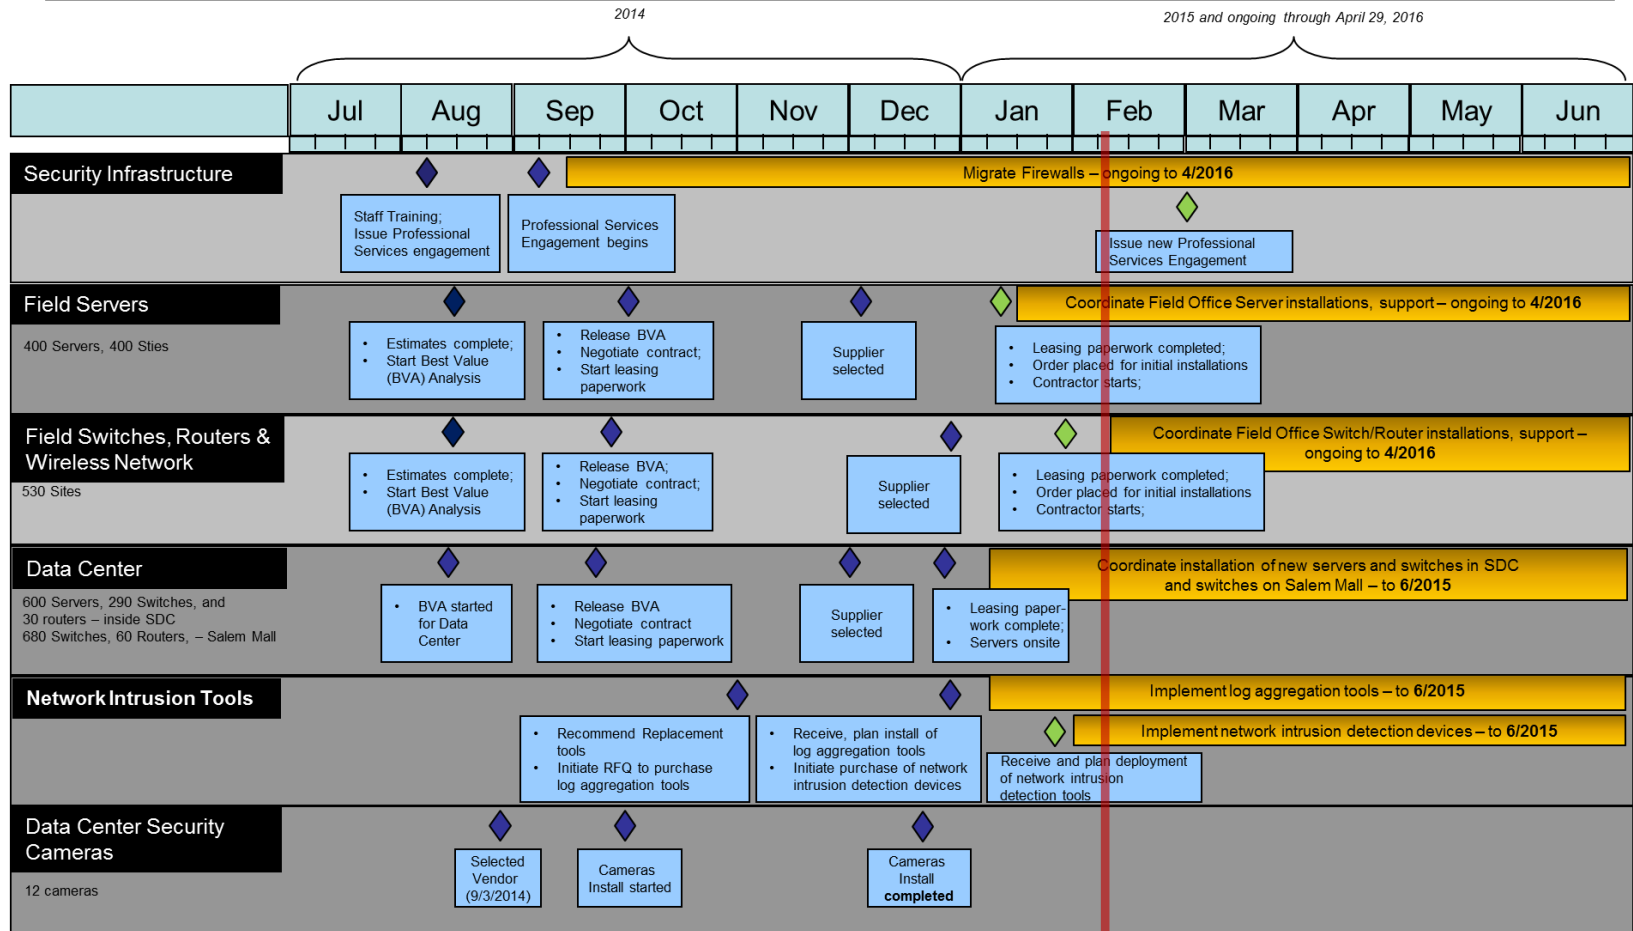 2014
2015 and ongoing through April 29, 2016
Jul
Aug
Sep
Oct
Nov
Dec
Jan
Feb
Mar
Apr
May
Jun
Security Infrastructure
Migrate Firewalls – ongoing to 4/2016
Staff Training;
Issue Professional
Services engagement
Professional Services
Engagement begins
Issue new Professional
Services Engagement
Field Servers
400 Servers, 400 Sties
Coordinate Field Office Server installations, support – ongoing to 4/2016
• Estimates complete;
• Start Best Value
(BVA) Analysis
• Release BVA
• Negotiate contract;
• Start leasing
paperwork
Supplier
selected
• Leasing paperwork completed;
• Order placed for initial installations
• Contractor starts;
Field Switches, Routers &
Wireless Network
530 Sites
Coordinate Field Office Switch/Router installations, support –
ongoing to 4/2016
• Estimates complete;
• Start Best Value
(BVA) Analysis
• Release BVA;
• Negotiate contract;
• Start leasing
paperwork
Supplier
selected
• Leasing paperwork completed;
• Order placed for initial installations
• Contractor starts;
Data Center
600 Servers, 290 Switches, and
30 routers – inside SDC
680 Switches, 60 Routers, – Salem Mall
Coordinate installation of new servers and switches in SDC
and switches on Salem Mall – to 6/2015
• BVA started
for Data
Center
• Release BVA
• Negotiate contract
• Start leasing paperwork
Supplier
selected
• Leasing paper-
work complete;
• Servers onsite
Network Intrusion Tools
Implement log aggregation tools – to 6/2015
Implement network intrusion detection devices – to 6/2015
• Recommend Replacement
tools
• Initiate RFQ to purchase
log aggregation tools
• Receive, plan install of
log aggregation tools
• Initiate purchase of network
intrusion detection devices
Receive and plan deployment
of network intrusion
detection tools
Data Center Security
Cameras
12 cameras
Selected
Vendor
(9/3/2014)
Cameras
Install started
Cameras
Install
completed